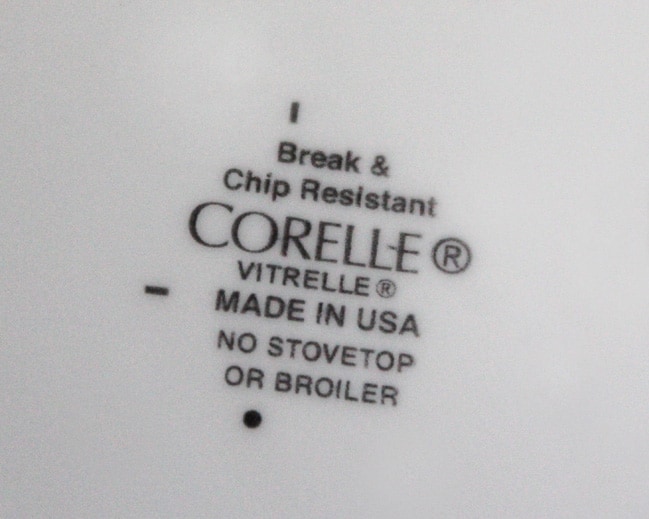 Break &
Chip Resistant
CORELLE®
VITRELLE®
MADE IN USA
NO STOVETOP
OR BROILER